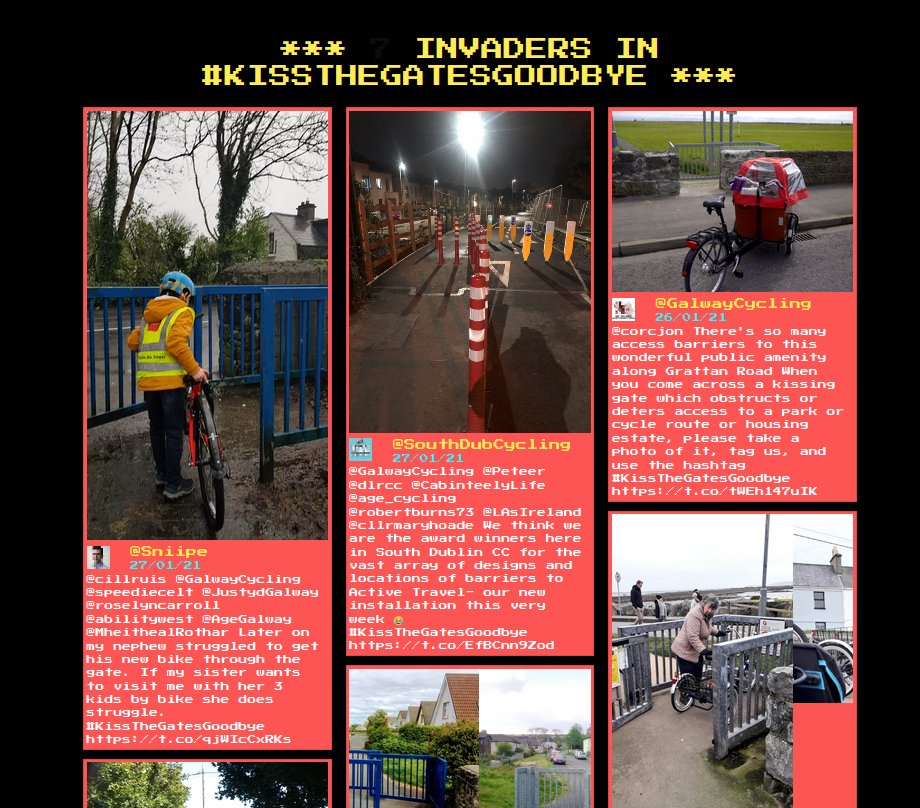 *** 7 INVADERS IN
#KISSTHEGATESGOODBYE ***
@Sniipe
27/01/21
@cillruis @GalwayCycling
@speediecelt @JustydGalway
@roselyncarroll
@abilitywest @AgeGalway
@MheithealRothar Later on
my nephew struggled to get
his new bike through the
gate. If my sister wants
to visit me with her 3
kids by bike she does
struggle.
#KissTheGatesGoodbye
https://t.co/qjWIcCxRKs
@SouthDubCycling
27/01/21
@GalwayCycling @Peteer
@dlrcc @CabinteelyLife
@age_cycling
@robertburns73 @LAsIreland
@cllrmaryhoade We think we
are the award winners here
in South Dublin CC for the
vast array of designs and
locations of barriers to
Active Travel- our new
installation this very
week 😂
#KissTheGatesGoodbye
https://t.co/EfBCnn9Zod
@GalwayCycling
26/01/21
@corcjon There's so many
access barriers to this
wonderful public amenity
along Grattan Road When
you come across a kissing
gate which obstructs or
deters access to a park or
cycle route or housing
estate, please take a
photo of it, tag us, and
use the hashtag
#KissTheGatesGoodbye
https://t.co/tWEh147uIK